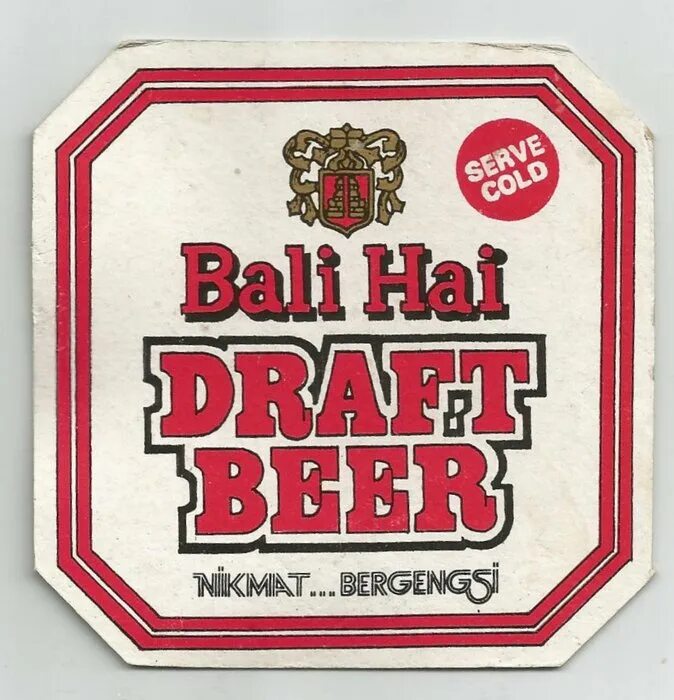 SERVE
COLD
Bali Hai
DRAFT
BEER
NIKMAT... BERGENGSI